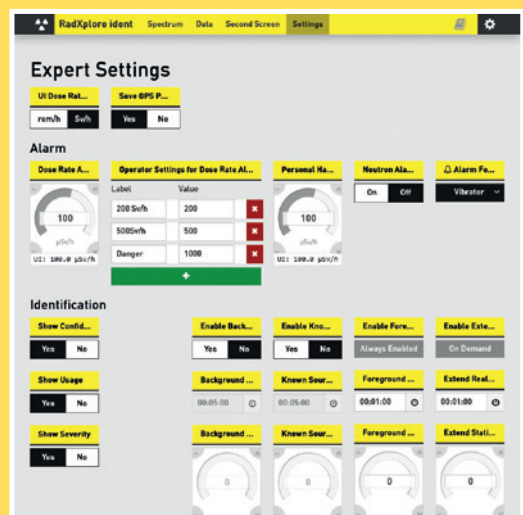 RadXplore ident Spectrum Data Second Screen Settings
Expert Settings
UI Dose Rat... Save GPS P...
rem/h Sv/h Yes No
Alarm
Dose Rate A... Operator Settings for Dose Rate Al... Personal Ha... Neutron Ala... Alarm Fe...
Label Value On Off Vibrator
200 Sv/h 200
100 500Sv/h 500 100
µSv/h Danger 1000 µSv/h
UI: 100.0 µSv/h + UI: 100.0 µSv/h
Identification
Show Confid... Enable Back... Enable Kno... Enable Fore... Enable Exte...
Yes No Yes No Yes No Always Enabled On Demand
Show Usage Background ... Known Sour... Foreground ... Extend Real...
Yes No 00:05:00 00:05:00 00:01:00 00:01:00
Show Severity Background ... Known Sour... Foreground ... Extend Stati...
Yes No
0 0 0 0